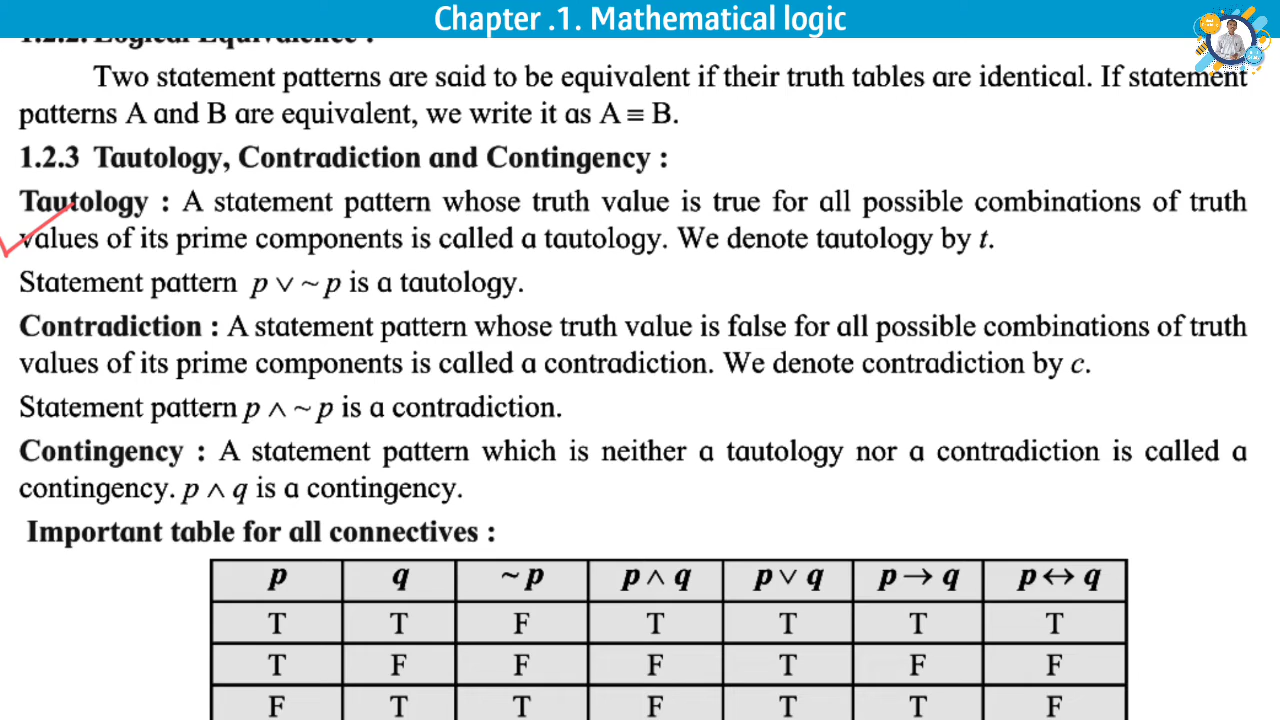 Chapter .1. Mathematical logic
1.2.2. Logical Equivalence :
Two statement patterns are said to be equivalent if their truth tables are identical. If statement
patterns A and B are equivalent, we write it as A ≡ B.
1.2.3 Tautology, Contradiction and Contingency :
Tautology : A statement pattern whose truth value is true for all possible combinations of truth
values of its prime components is called a tautology. We denote tautology by t.
Statement pattern p ∨ ~ p is a tautology.
Contradiction : A statement pattern whose truth value is false for all possible combinations of truth
values of its prime components is called a contradiction. We denote contradiction by c.
Statement pattern p ∧ ~ p is a contradiction.
Contingency : A statement pattern which is neither a tautology nor a contradiction is called a
contingency. p ∧ q is a contingency.
Important table for all connectives :
p q ~ p p ∧ q p ∨ q p → q p ↔ q
T T F T T T T
T F F F T F F
F T T F T T F